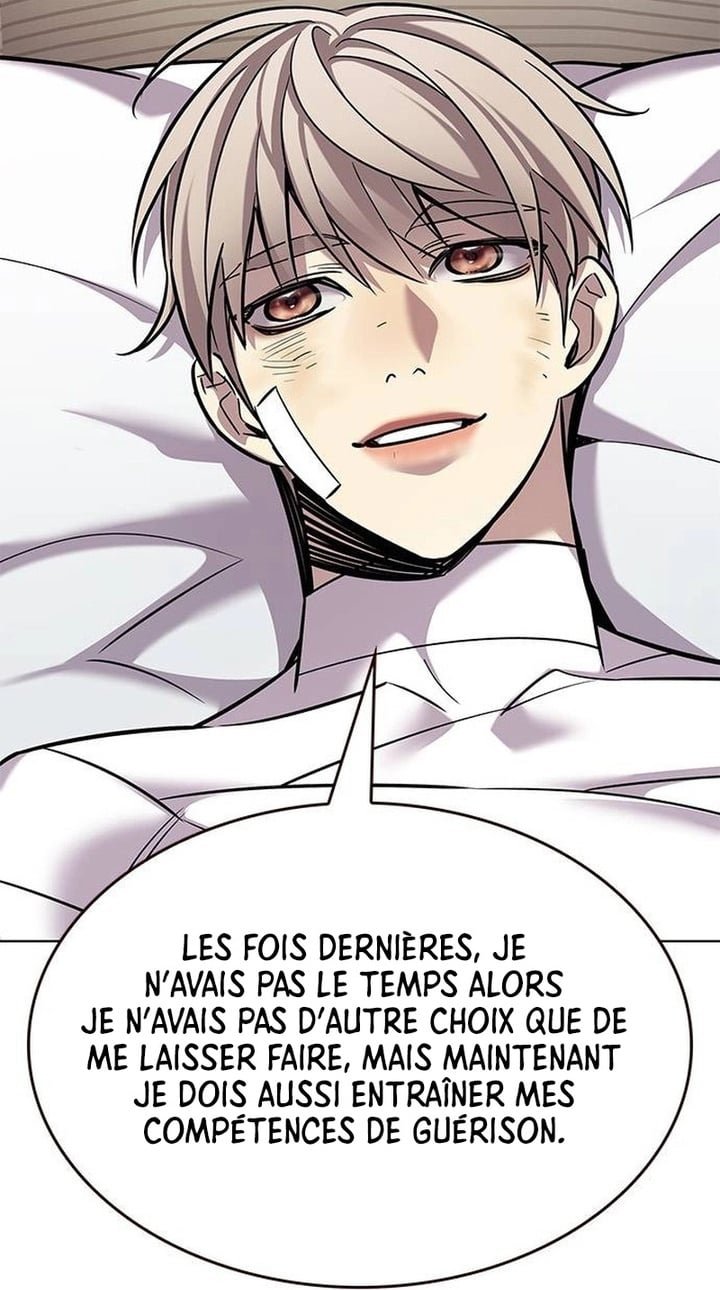 LES FOIS DERNIÈRES, JE
N'AVAIS PAS LE TEMPS ALORS
JE N'AVAIS PAS D'AUTRE CHOIX QUE DE
ME LAISSER FAIRE, MAIS MAINTENANT
JE DOIS AUSSI ENTRAÎNER MES
COMPÉTENCES DE GUÉRISON.